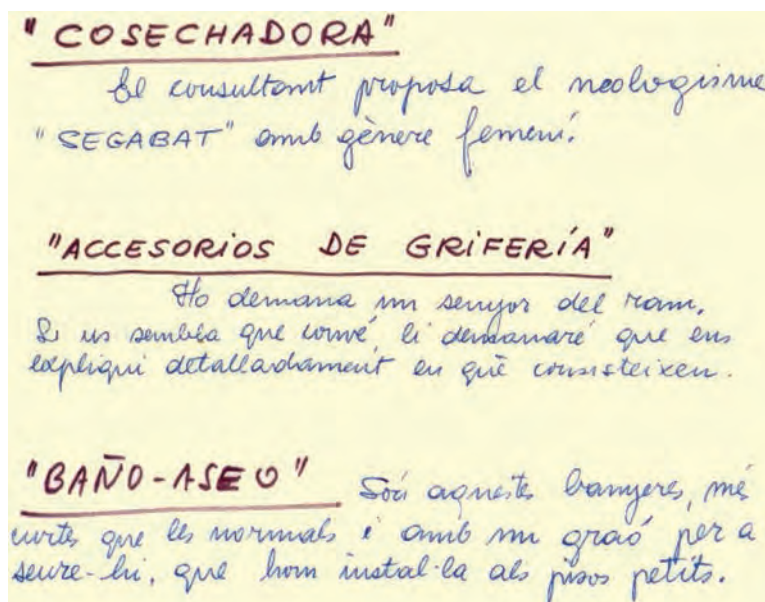 "COSECHADORA"
El consultant proposa el neologisme
"SEGABAT" amb gènere femení.
"ACCESORIOS DE GRIFERÍA"
Ho demana un senyor del ram.
Si us sembla que convé, li demanaré que ens
expliqui detalladament en què consisteixen.
"BAÑO-ASEO" Són aquestes banyeres, més
curtes que les normals i amb un graó per a
seure-hi, que hom instal·la als pisos petits.